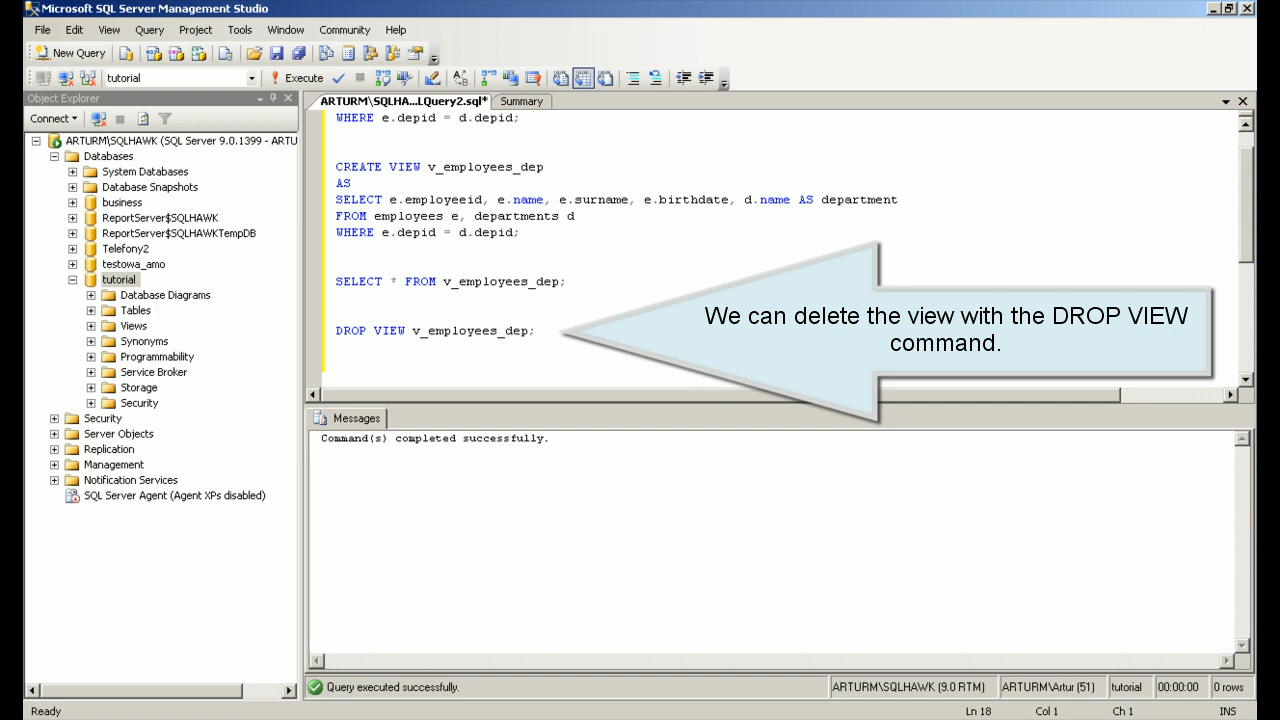 Microsoft SQL Server Management Studio
File Edit View Query Project Tools Window Community Help
New Query
tutorial Execute
Object Explorer
Connect
ARTURM\SQLHAWK (SQL Server 9.0.1399 - ARTU
Databases
System Databases
Database Snapshots
business
ReportServer$SQLHAWK
ReportServer$SQLHAWKTempDB
Telefony2
testowa_amo
tutorial
Database Diagrams
Tables
Views
Synonyms
Programmability
Service Broker
Storage
Security
Security
Server Objects
Replication
Management
Notification Services
SQL Server Agent (Agent XPs disabled)
ARTURM\SQLHA...LQuery2.sql* Summary
WHERE e.depid = d.depid;
CREATE VIEW v_employees_dep
AS
SELECT e.employeeid, e.name, e.surname, e.birthdate, d.name AS department
FROM employees e, departments d
WHERE e.depid = d.depid;
SELECT * FROM v_employees_dep;
DROP VIEW v_employees_dep;
We can delete the view with the DROP VIEW
command.
Messages
Command(s) completed successfully.
Query executed successfully. ARTURM\SQLHAWK (9.0 RTM) ARTURM\Artur (51) tutorial 00:00:00 0 rows
Ready Ln 18 Col 1 Ch 1 INS